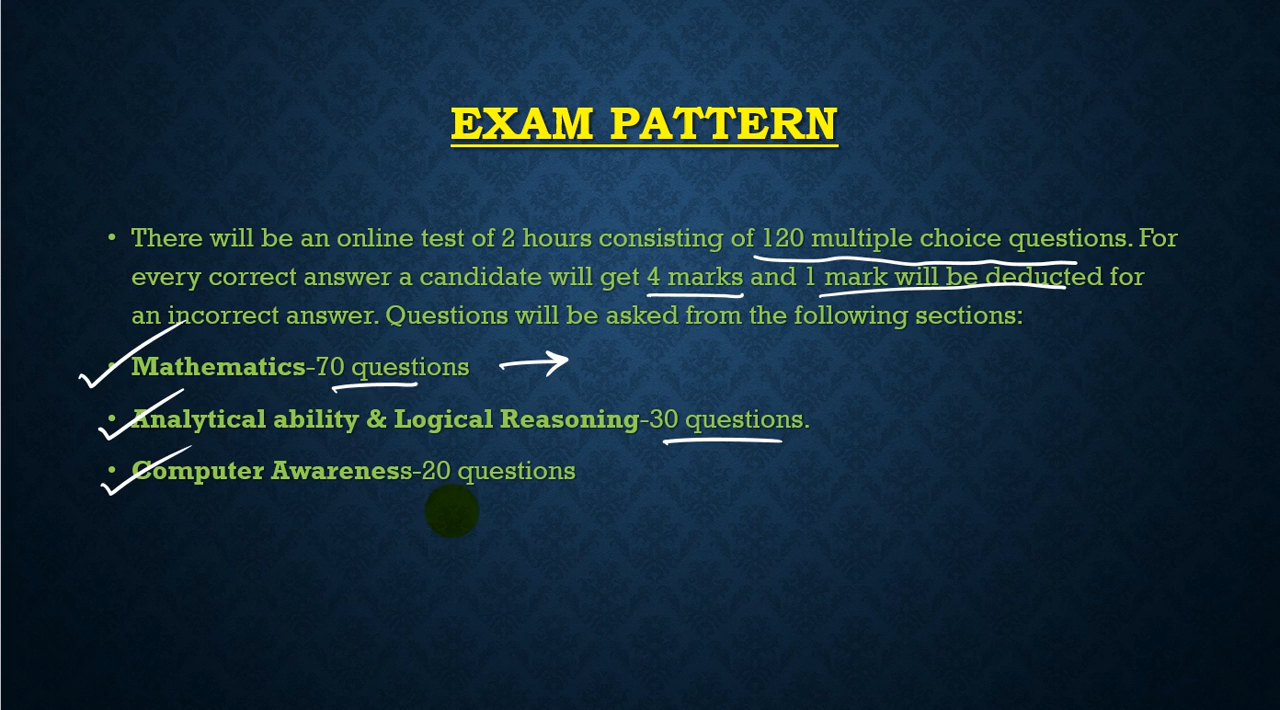 EXAM PATTERN
• There will be an online test of 2 hours consisting of 120 multiple choice questions. For
every correct answer a candidate will get 4 marks and 1 mark will be deducted for
an incorrect answer. Questions will be asked from the following sections:
• Mathematics-70 questions
• Analytical ability & Logical Reasoning-30 questions.
• Computer Awareness-20 questions